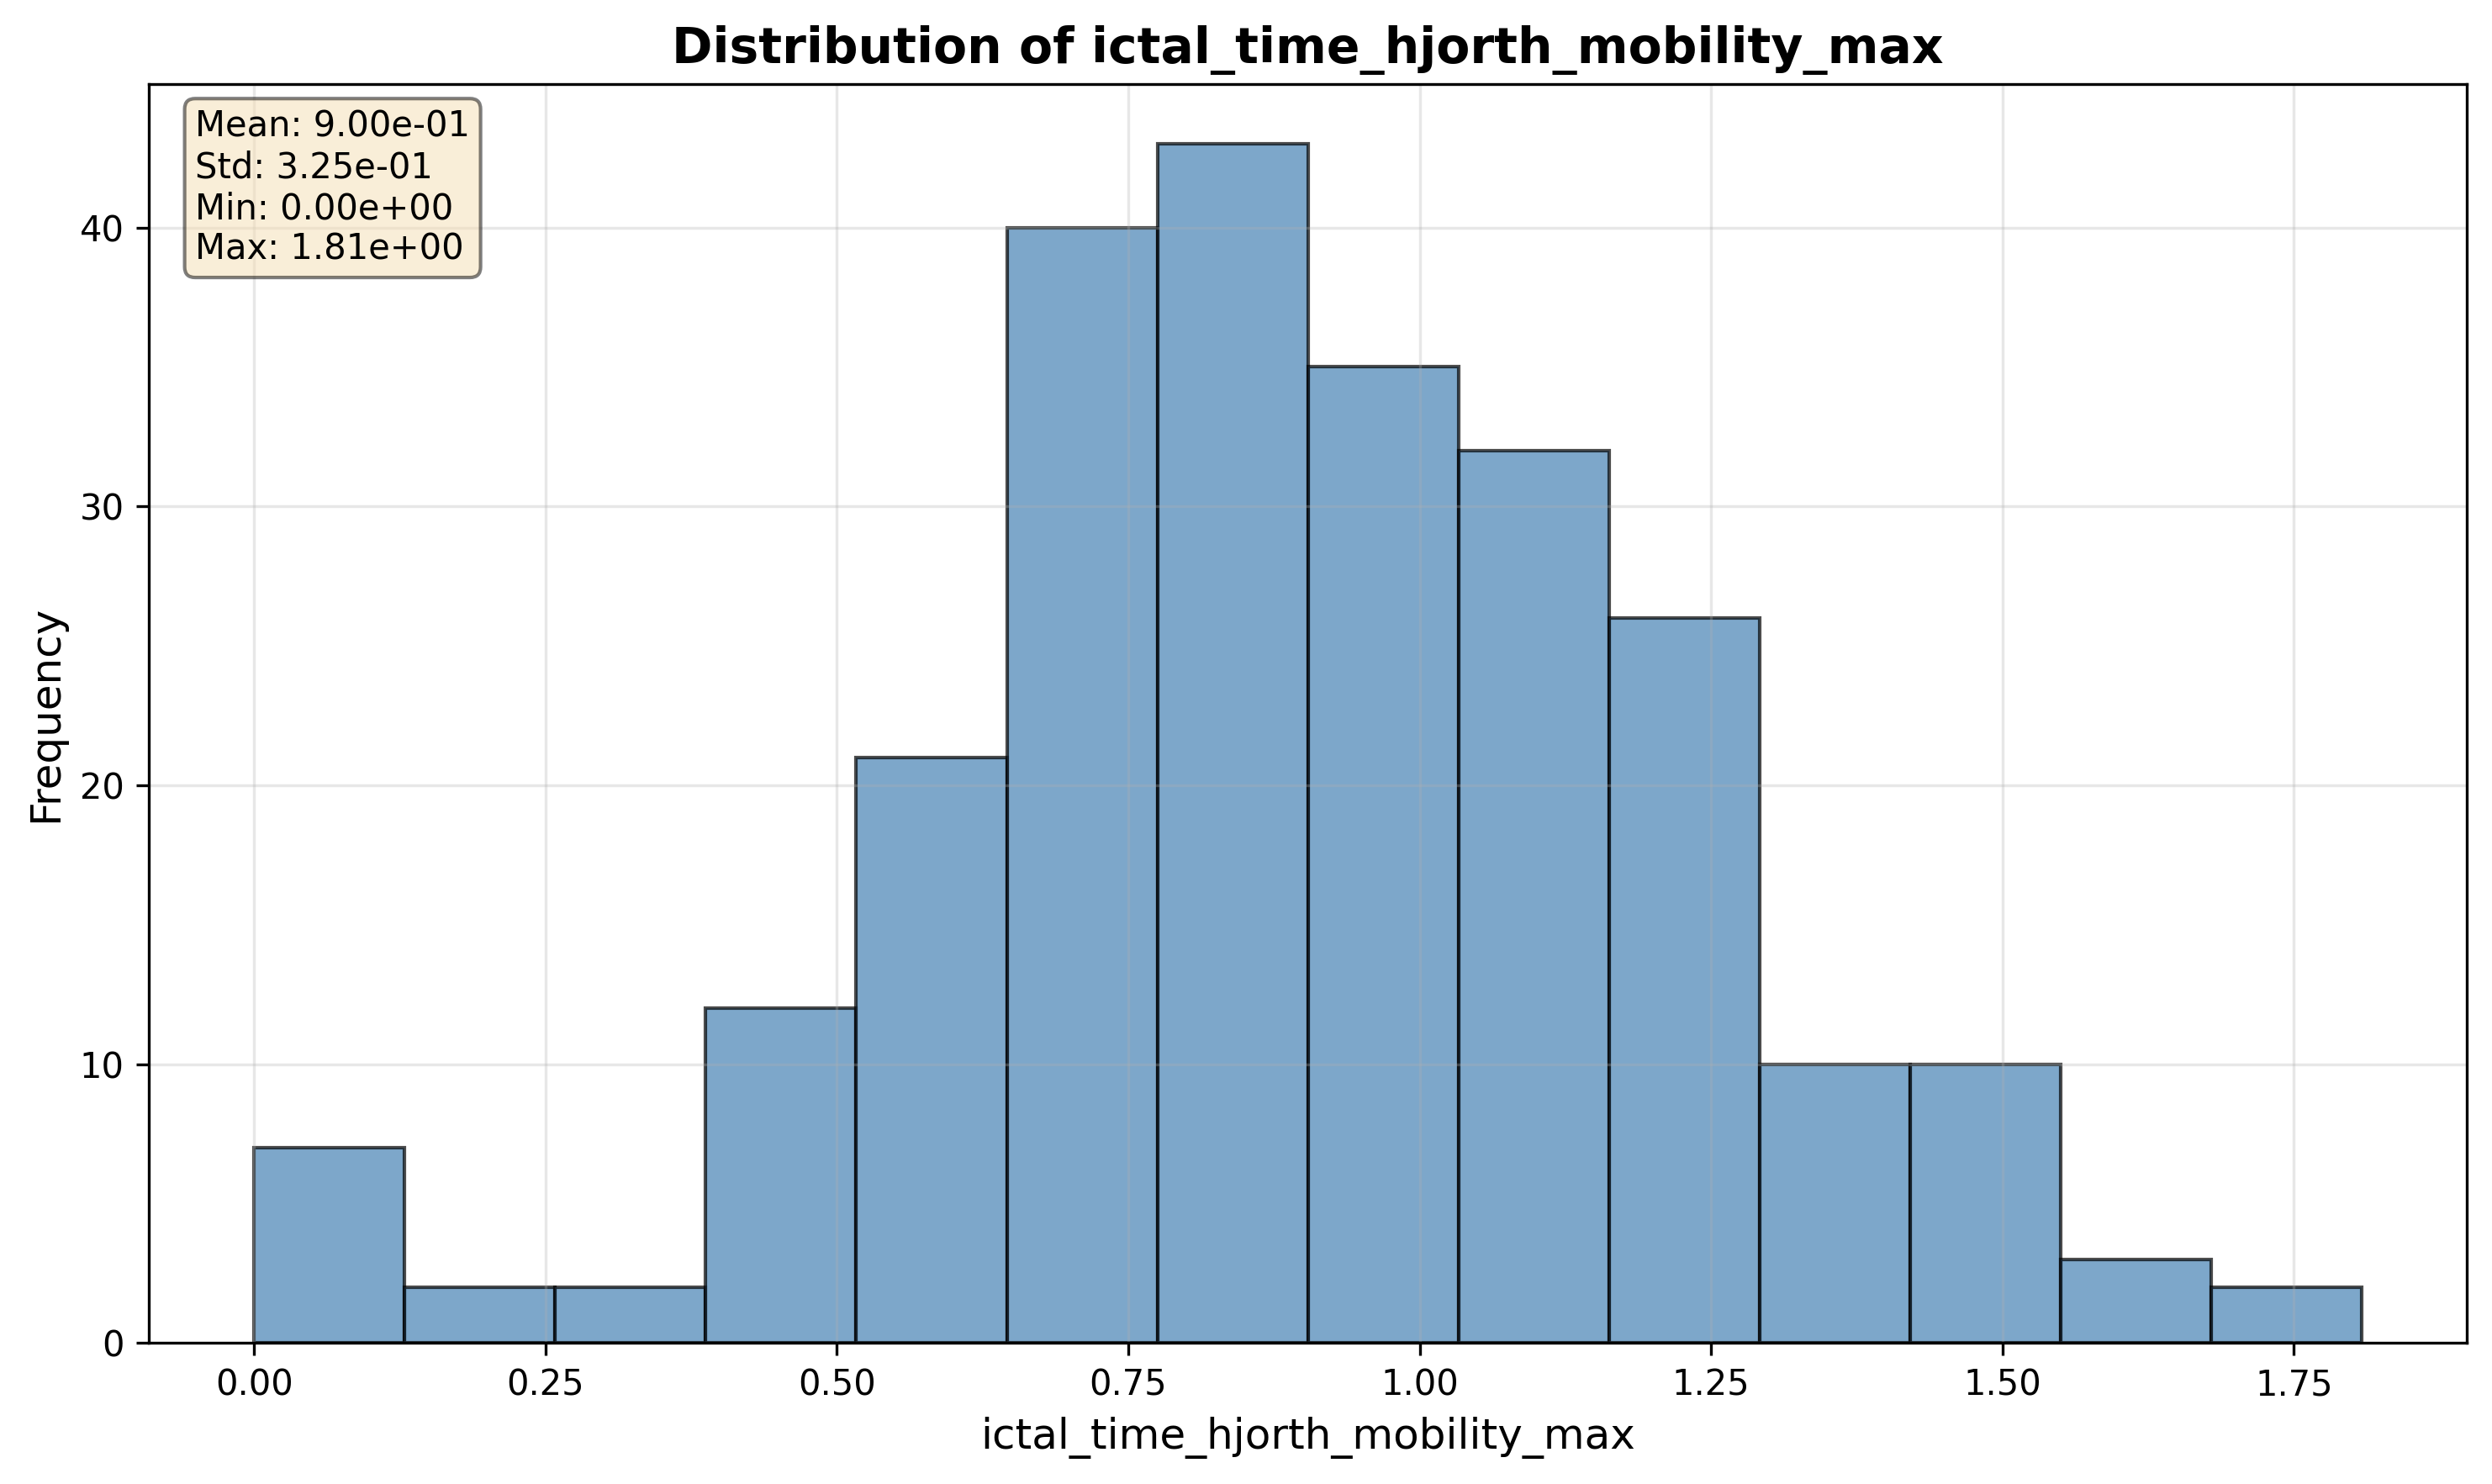 Distribution of ictal_time_hjorth_mobility_max
Mean: 9.00e-01
Std: 3.25e-01
Min: 0.00e+00
Max: 1.81e+00
Frequency
40
30
20
10
0
0.00 0.25 0.50 0.75 1.00 1.25 1.50 1.75
ictal_time_hjorth_mobility_max